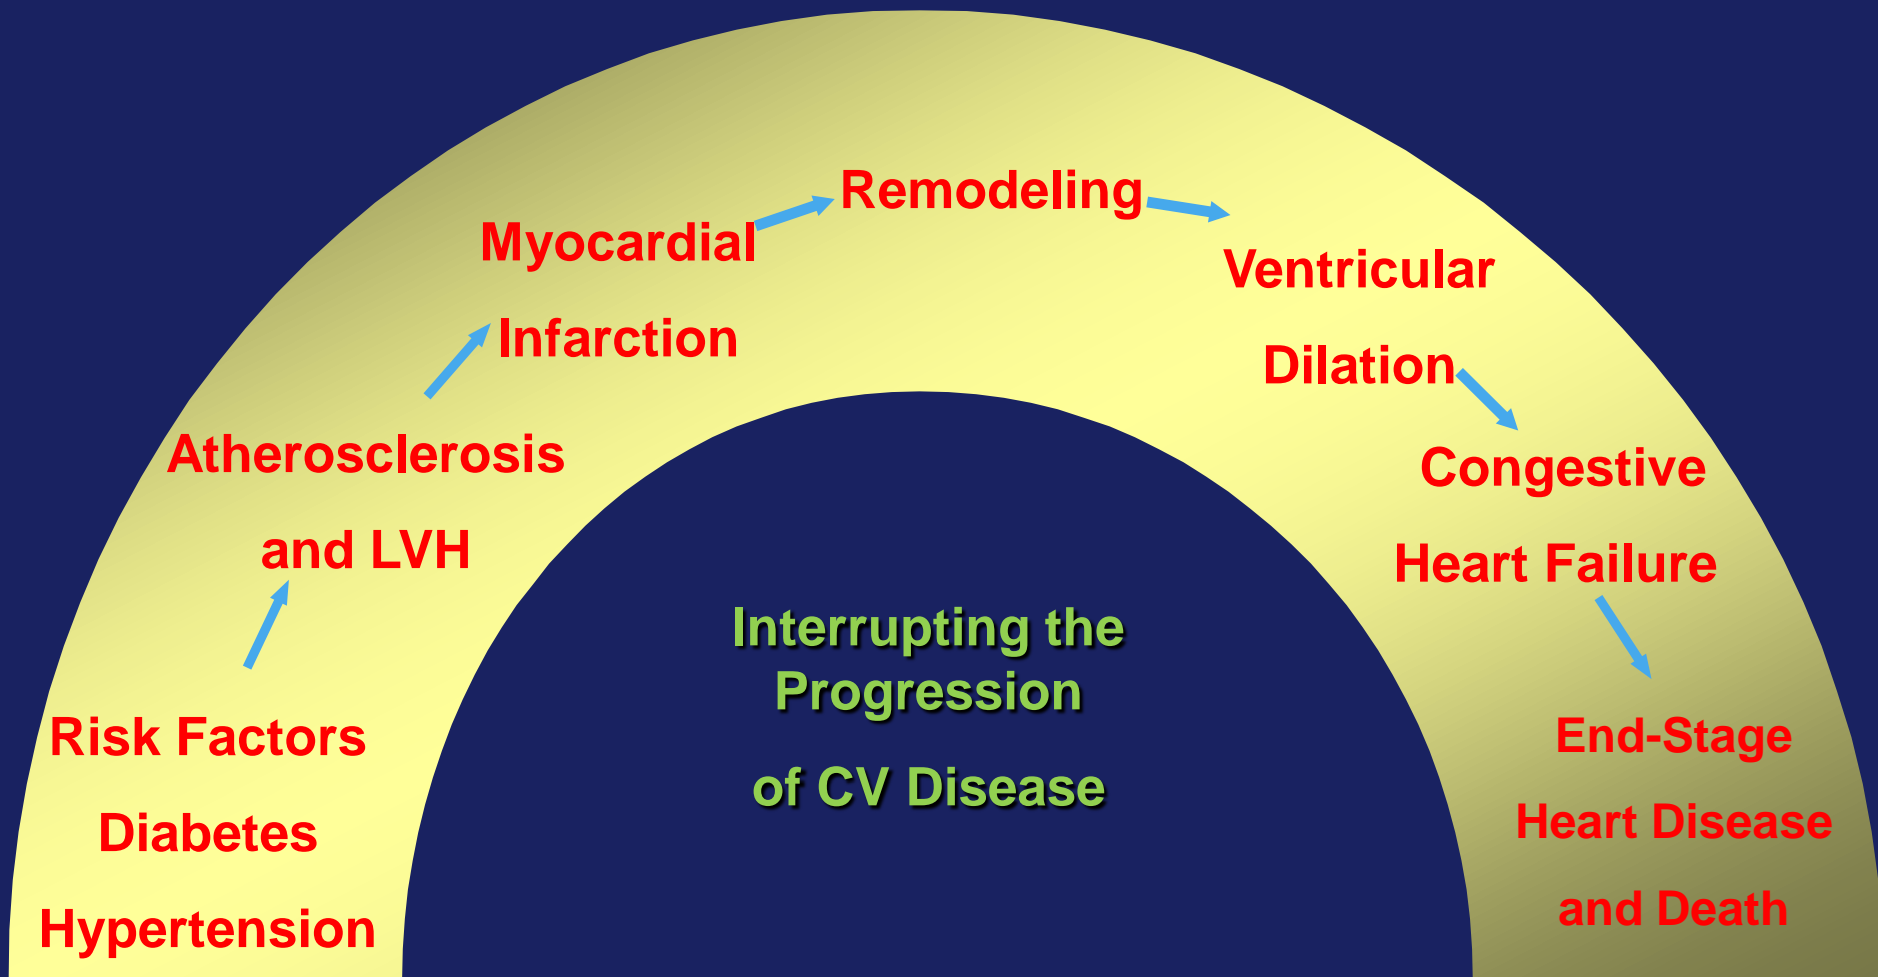 Risk Factors
Diabetes
Hypertension
Atherosclerosis
and LVH
Myocardial
Infarction
Remodeling
Ventricular
Dilation
Congestive
Heart Failure
End-Stage
Heart Disease
and Death
Interrupting the
Progression
of CV Disease